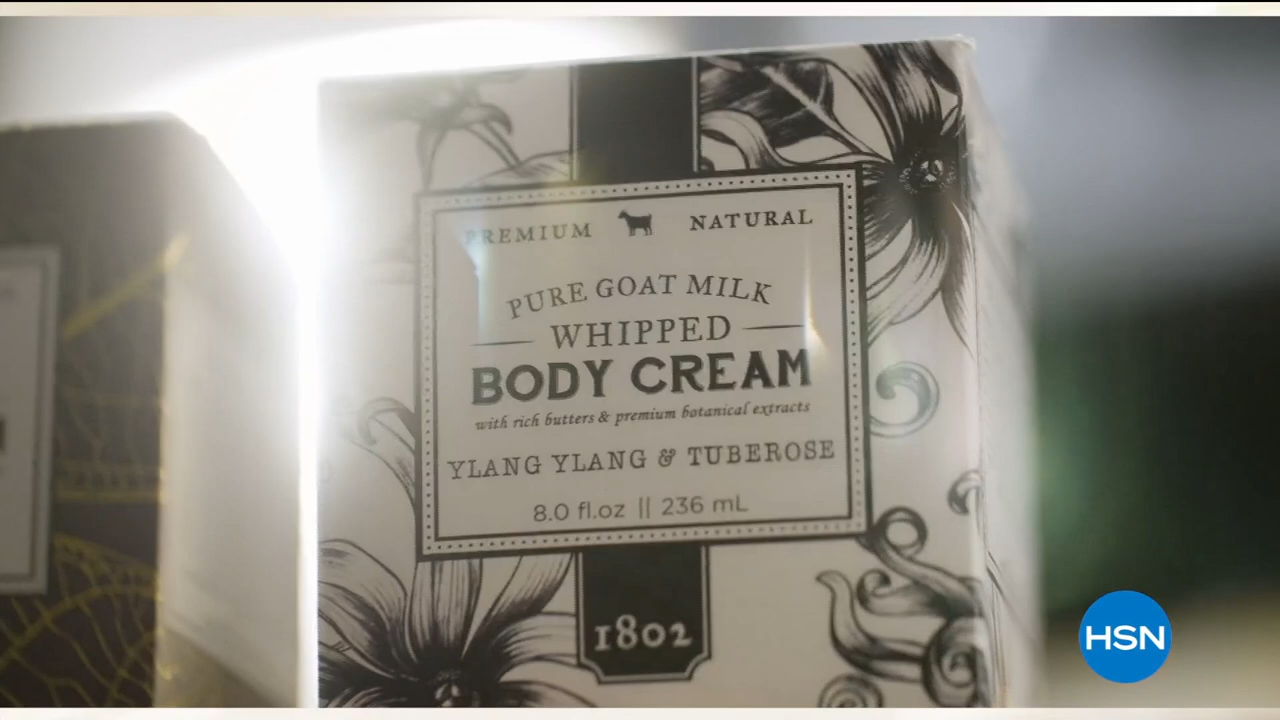 PREMIUM NATURAL
PURE GOAT MILK
WHIPPED
BODY CREAM
with rich butters & premium botanical extracts
YLANG YLANG & TUBEROSE
8.0 fl.oz || 236 mL
1802
HSN